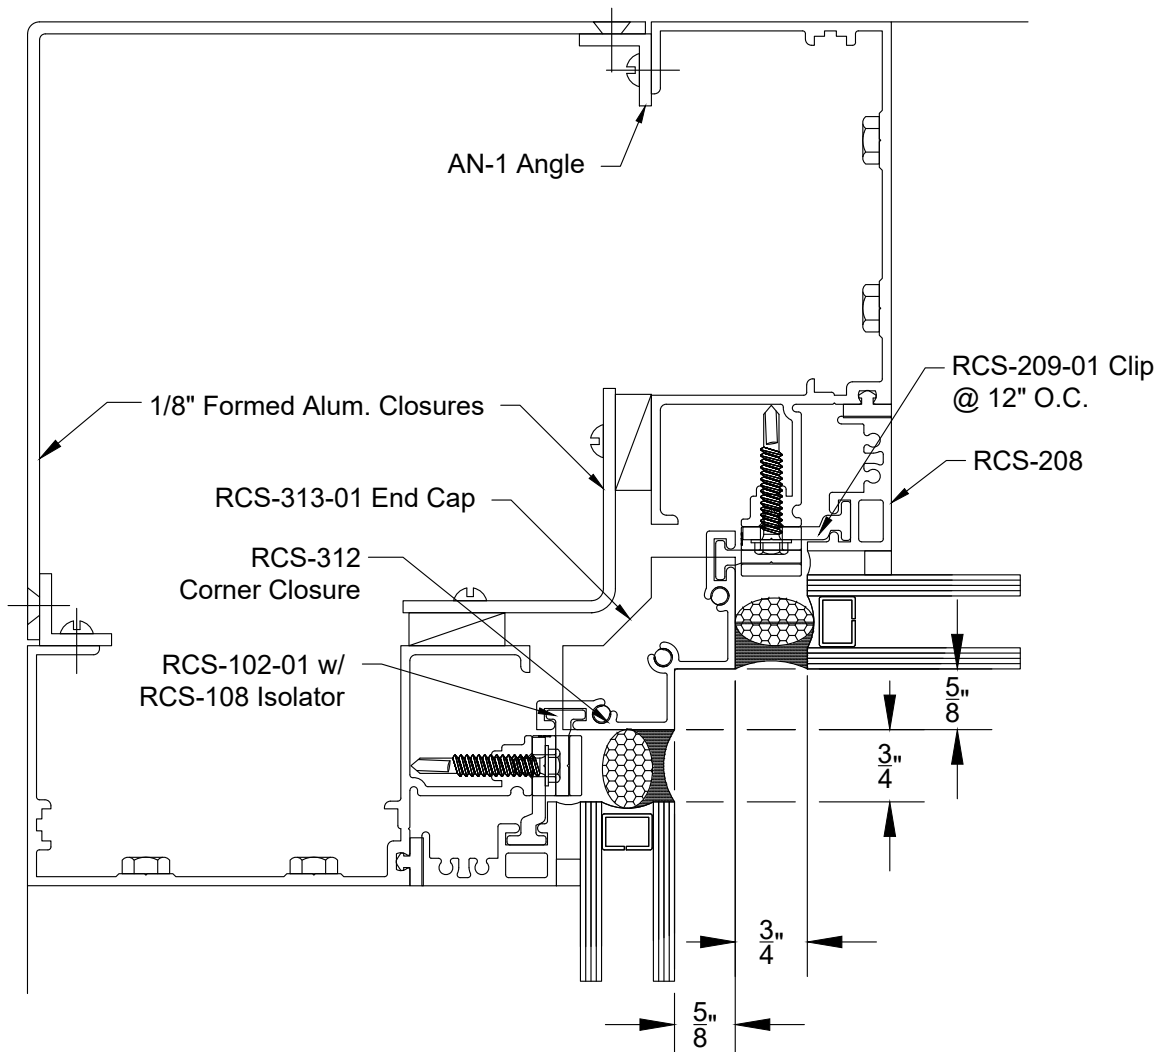 AN-1 Angle
RCS-209-01 Clip
@ 12" O.C.
1/8" Formed Alum. Closures
RCS-208
RCS-313-01 End Cap
RCS-312
Corner Closure
RCS-102-01 w/
RCS-108 Isolator
5/8"
3/4"
3/4"
5/8"